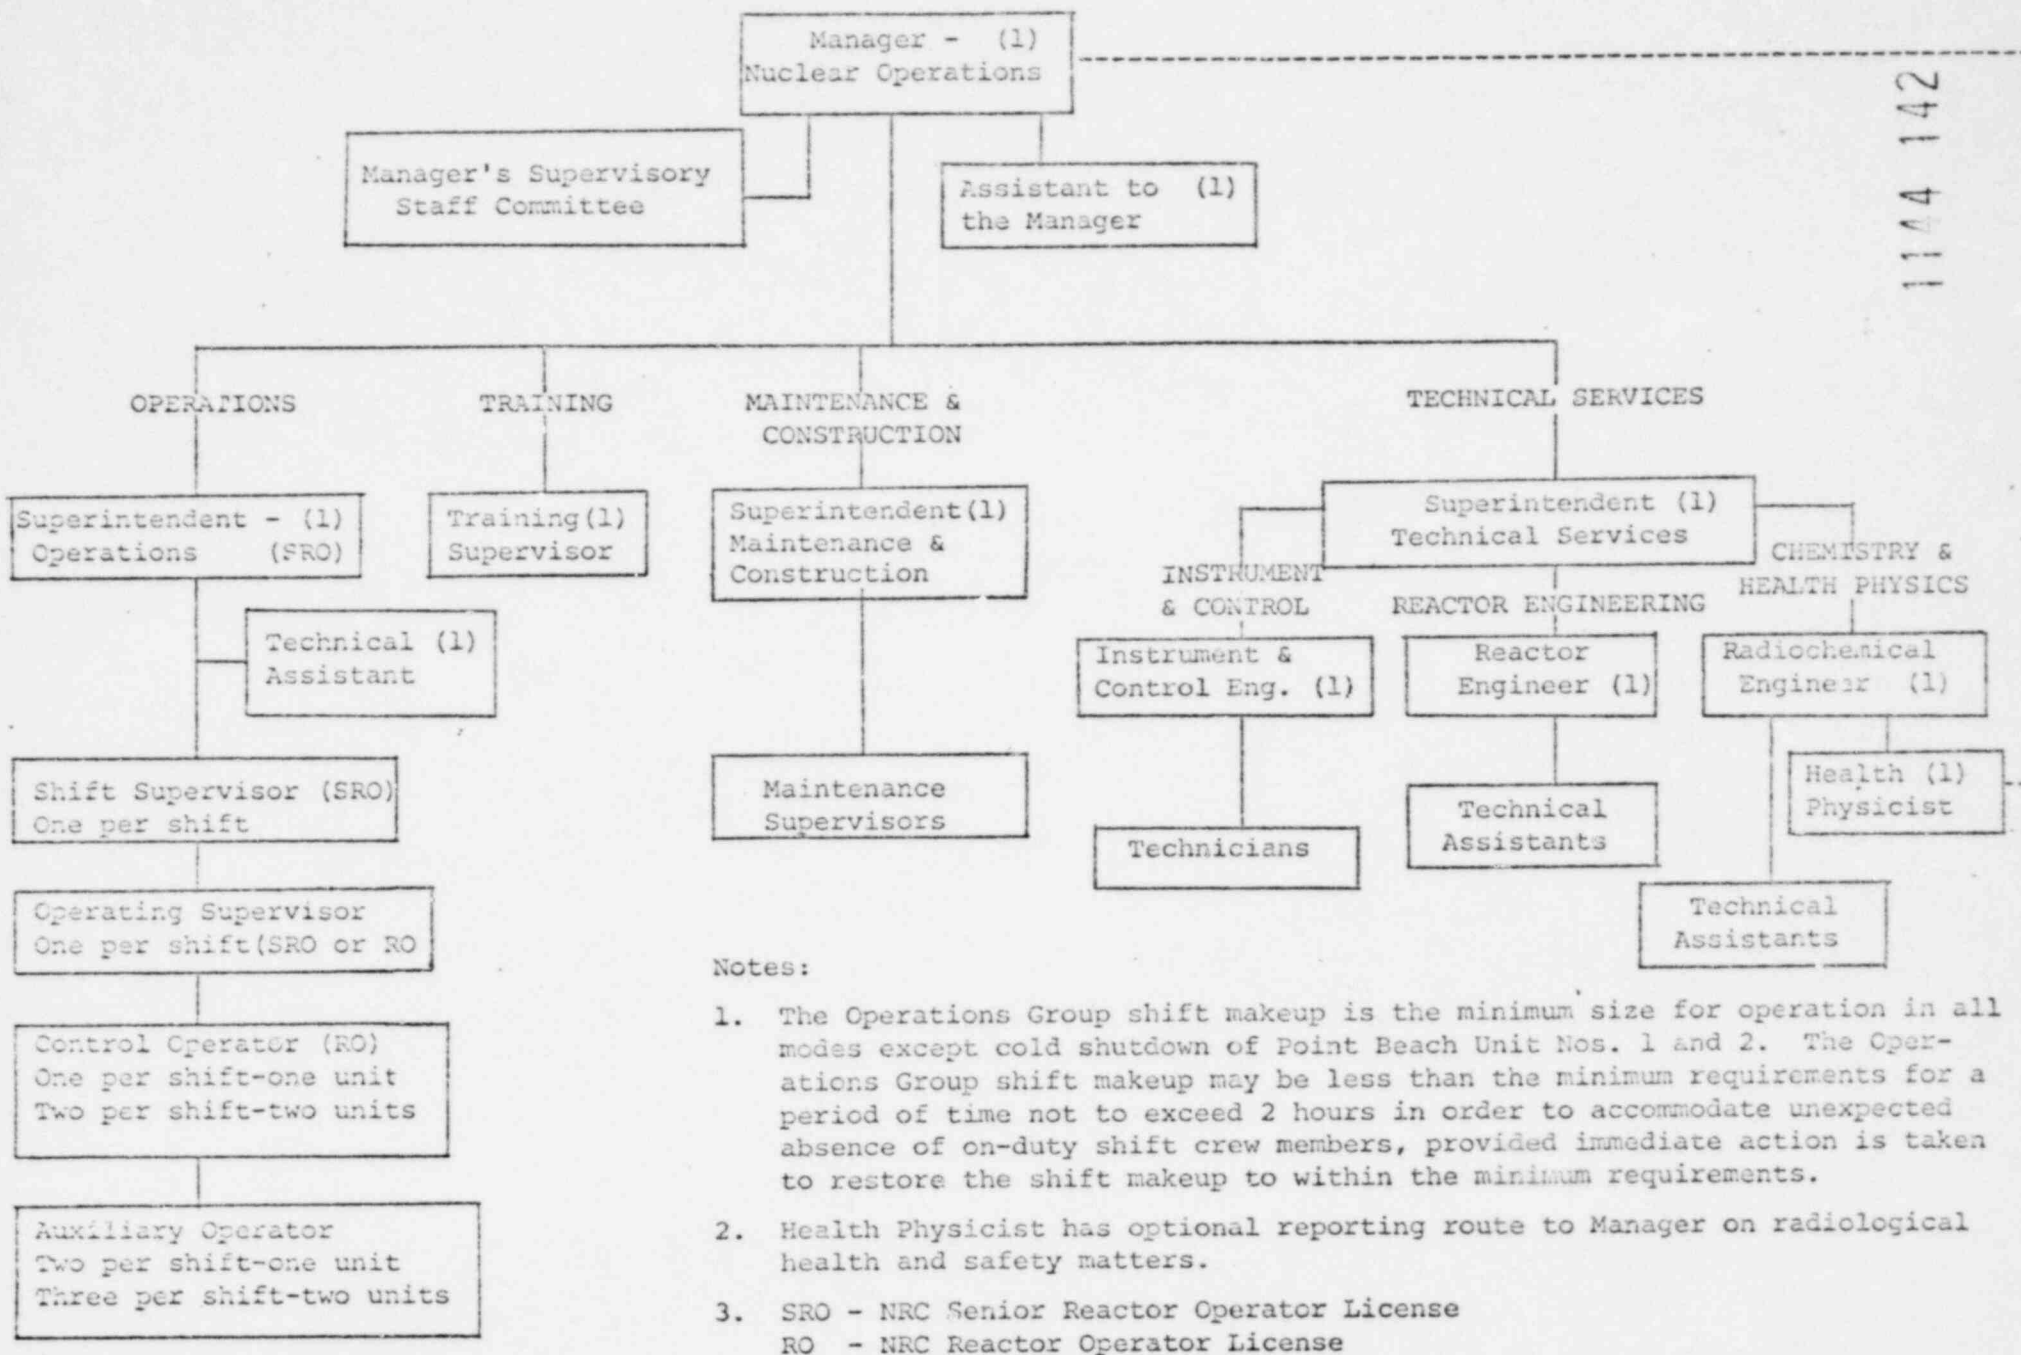 Manager - (1)
Nuclear Operations
1144 142
Manager's Supervisory
Staff Committee
Assistant to (1)
the Manager
OPERATIONS
TRAINING
MAINTENANCE &
CONSTRUCTION
TECHNICAL SERVICES
Superintendent - (1)
Operations (SRO)
Training (1)
Supervisor
Superintendent (1)
Maintenance &
Construction
Superintendent (1)
Technical Services
INSTRUMENT
& CONTROL
REACTOR ENGINEERING
CHEMISTRY &
HEALTH PHYSICS
Technical (1)
Assistant
Instrument &
Control Eng. (1)
Reactor
Engineer (1)
Radiochemical
Engineer (1)
Shift Supervisor (SRO)
One per shift
Maintenance
Supervisors
Technicians
Technical
Assistants
Health (1)
Physicist
Technical
Assistants
Operating Supervisor
One per shift(SRO or RO
Control Operator (RO)
One per shift-one unit
Two per shift-two units
Auxiliary Operator
Two per shift-one unit
Three per shift-two units
Notes:
1. The Operations Group shift makeup is the minimum size for operation in all
modes except cold shutdown of Point Beach Unit Nos. 1 and 2. The Oper-
ations Group shift makeup may be less than the minimum requirements for a
period of time not to exceed 2 hours in order to accommodate unexpected
absence of on-duty shift crew members, provided immediate action is taken
to restore the shift makeup to within the minimum requirements.
2. Health Physicist has optional reporting route to Manager on radiological
health and safety matters.
3. SRO - NRC Senior Reactor Operator License
RO - NRC Reactor Operator License